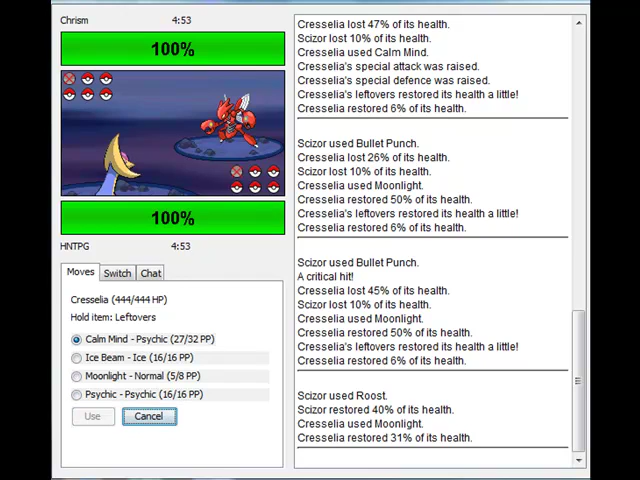 Chrism 4:53
100%
100%
HNTPG 4:53
Moves Switch Chat
Cresselia (444/444 HP)
Hold item: Leftovers
Calm Mind - Psychic (27/32 PP)
Ice Beam - Ice (16/16 PP)
Moonlight - Normal (5/8 PP)
Psychic - Psychic (16/16 PP)
Use Cancel
Cresselia lost 47% of its health.
Scizor lost 10% of its health.
Cresselia used Calm Mind.
Cresselia's special attack was raised.
Cresselia's special defence was raised.
Cresselia's leftovers restored its health a little!
Cresselia restored 6% of its health.
Scizor used Bullet Punch.
Cresselia lost 26% of its health.
Scizor lost 10% of its health.
Cresselia used Moonlight.
Cresselia restored 50% of its health.
Cresselia's leftovers restored its health a little!
Cresselia restored 6% of its health.
Scizor used Bullet Punch.
A critical hit!
Cresselia lost 45% of its health.
Scizor lost 10% of its health.
Cresselia used Moonlight.
Cresselia restored 50% of its health.
Cresselia's leftovers restored its health a little!
Cresselia restored 6% of its health.
Scizor used Roost.
Scizor restored 40% of its health.
Cresselia used Moonlight.
Cresselia restored 31% of its health.